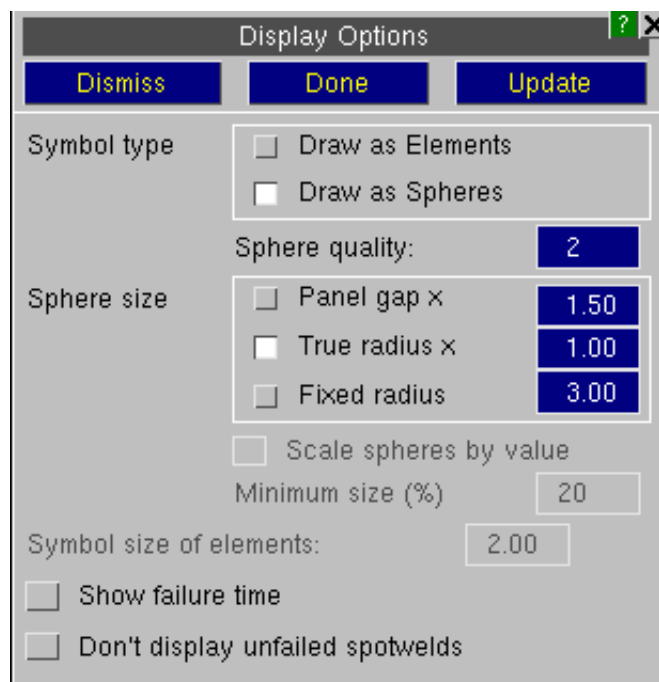 Display Options ? X
Dismiss Done Update
Symbol type Draw as Elements
Draw as Spheres
Sphere quality: 2
Sphere size Panel gap x 1.50
True radius x 1.00
Fixed radius 3.00
Scale spheres by value
Minimum size (%) 20
Symbol size of elements: 2.00
Show failure time
Don't display unfailed spotwelds